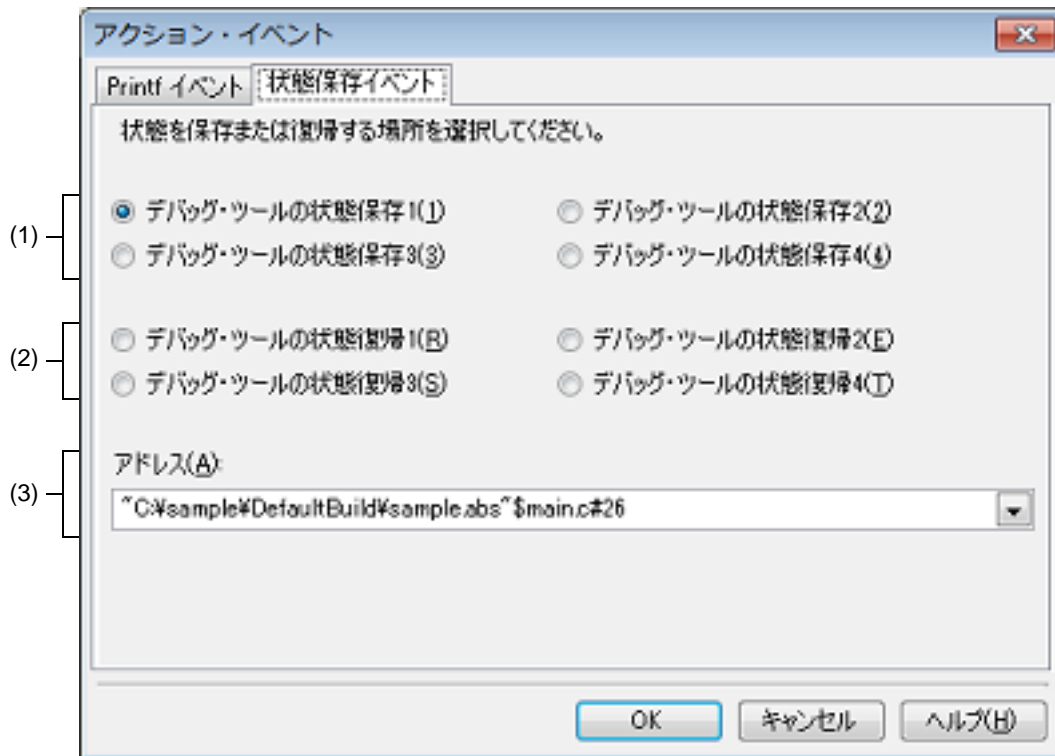 アクション・イベント
Printf イベント 状態保存イベント
状態を保存または復帰する場所を選択してください。
(1)
デバッグ・ツールの状態保存1(1) デバッグ・ツールの状態保存2(2)
デバッグ・ツールの状態保存3(3) デバッグ・ツールの状態保存4(4)
(2)
デバッグ・ツールの状態復帰1(R) デバッグ・ツールの状態復帰2(E)
デバッグ・ツールの状態復帰3(S) デバッグ・ツールの状態復帰4(T)
(3)
アドレス(A):
"C:¥sample¥DefaultBuild¥sample.abs"$main.c#26
OK キャンセル ヘルプ(H)